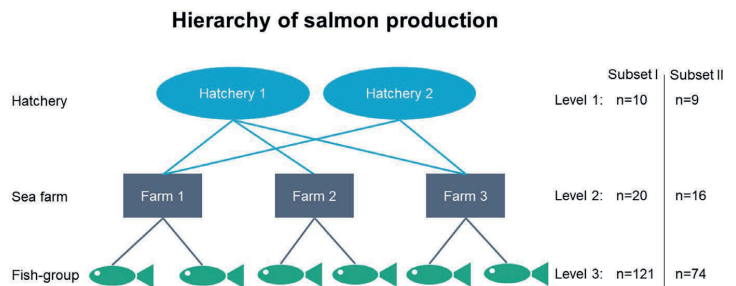 Hierarchy of salmon production
Subset I Subset II
Hatchery Hatchery 1 Hatchery 2 Level 1: n=10 n=9
Sea farm Farm 1 Farm 2 Farm 3 Level 2: n=20 n=16
Fish-group Level 3: n=121 n=74